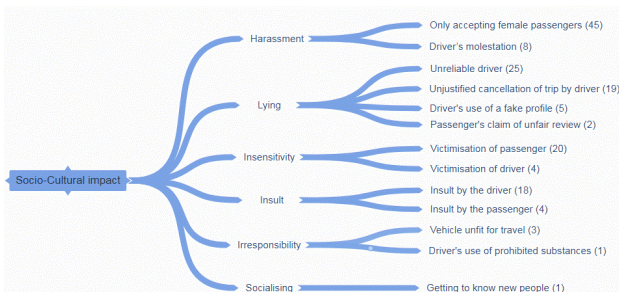 Socio-Cultural impact
Harassment
Only accepting female passengers (45)
Driver's molestation (8)
Lying
Unreliable driver (25)
Unjustified cancellation of trip by driver (19)
Driver's use of a fake profile (5)
Passenger's claim of unfair review (2)
Insensitivity
Victimisation of passenger (20)
Victimisation of driver (4)
Insult
Insult by the driver (18)
Insult by the passenger (4)
Irresponsibility
Vehicle unfit for travel (3)
Driver's use of prohibited substances (1)
Socialising
Getting to know new people (1)